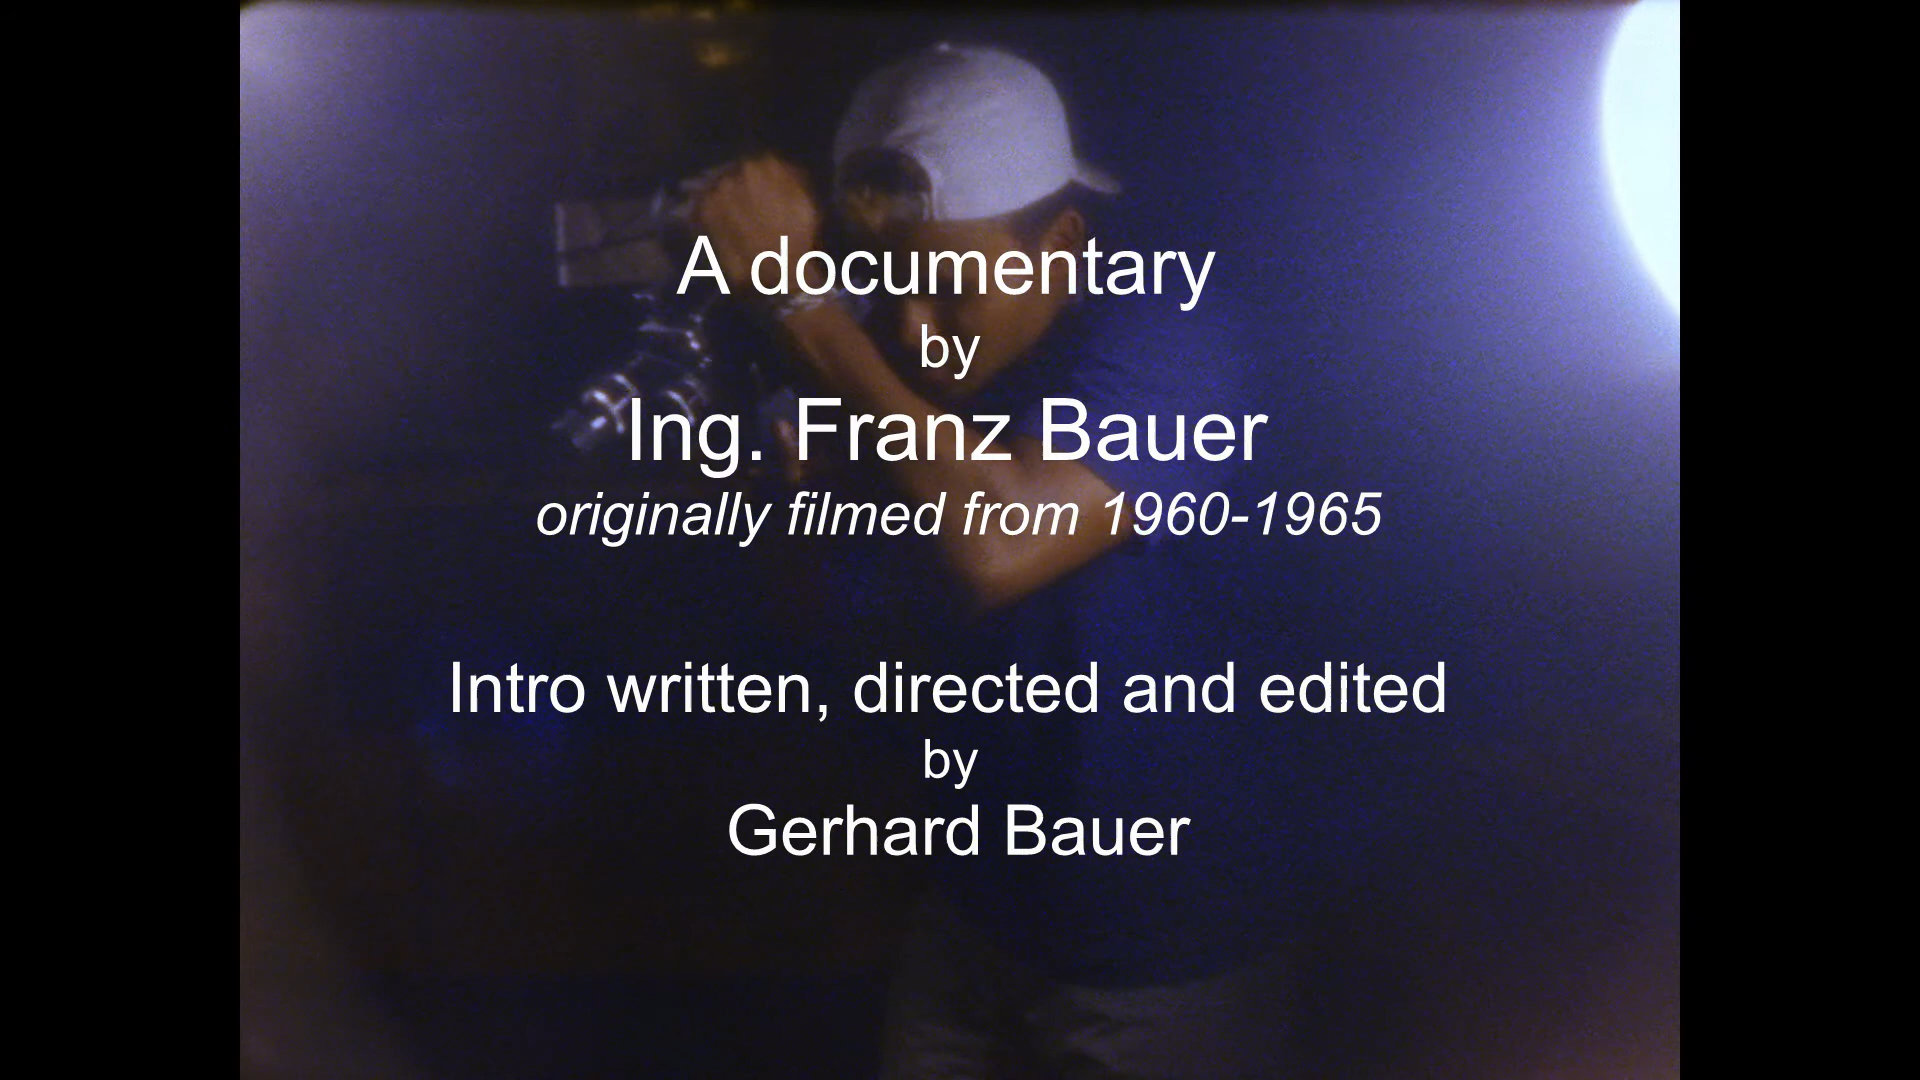 A documentary
by
Ing. Franz Bauer
originally filmed from 1960-1965
Intro written, directed and edited
by
Gerhard Bauer